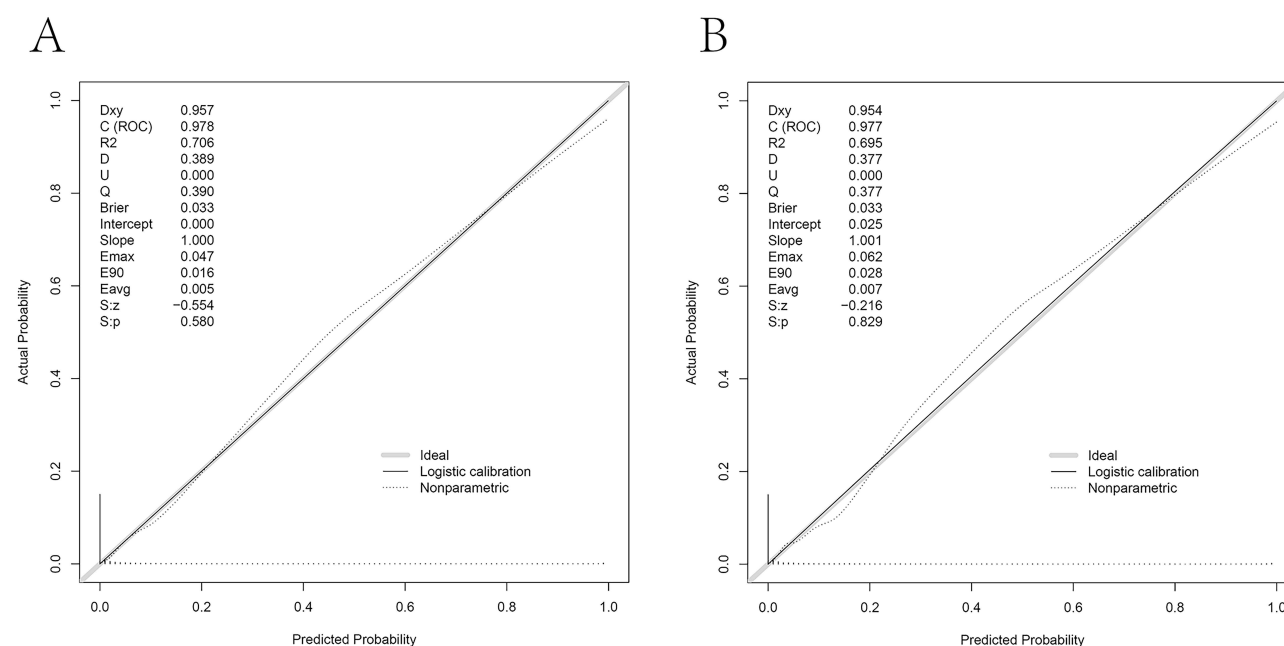 A
Dxy 0.957
C (ROC) 0.978
R2 0.706
D 0.389
U 0.000
Q 0.390
Brier 0.033
Intercept 0.000
Slope 1.000
Emax 0.047
E90 0.016
Eavg 0.005
S:z −0.554
S:p 0.580
Actual Probability
1.0
0.8
0.6
0.4
0.2
0.0
Ideal
Logistic calibration
Nonparametric
0.0 0.2 0.4 0.6 0.8 1.0
Predicted Probability
B
Dxy 0.954
C (ROC) 0.977
R2 0.695
D 0.377
U 0.000
Q 0.377
Brier 0.033
Intercept 0.025
Slope 1.001
Emax 0.062
E90 0.028
Eavg 0.007
S:z −0.216
S:p 0.829
Actual Probability
1.0
0.8
0.6
0.4
0.2
0.0
Ideal
Logistic calibration
Nonparametric
0.0 0.2 0.4 0.6 0.8 1.0
Predicted Probability